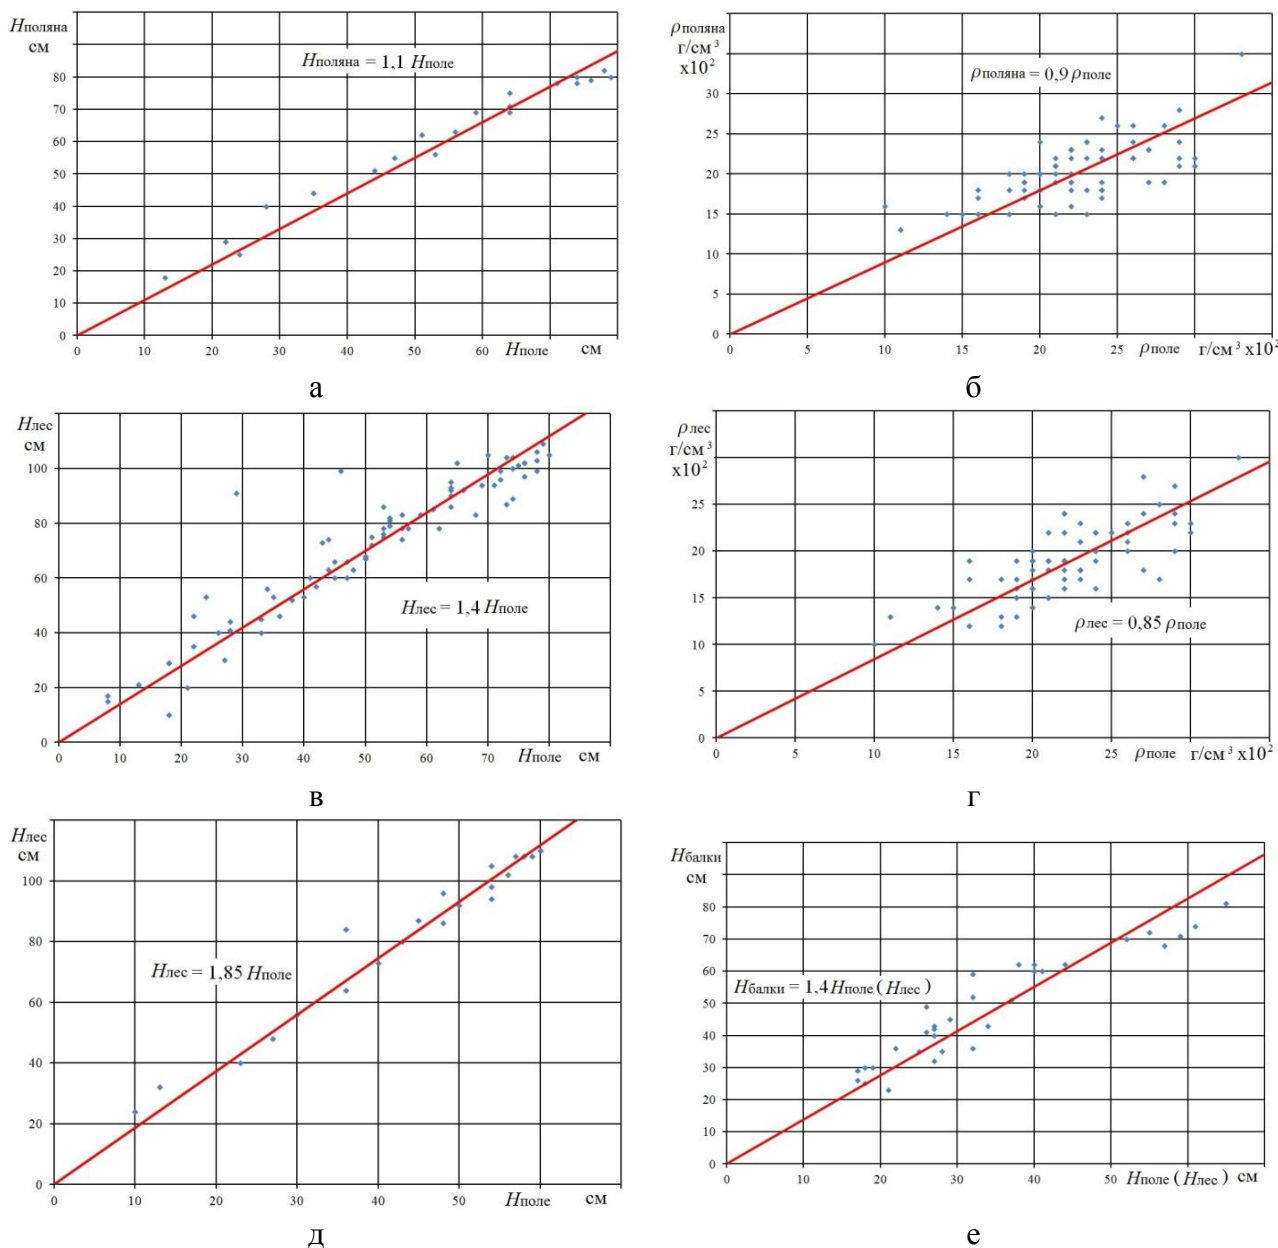 Hполяна
см
Hполяна = 1,1 Hполе
80
70
60
50
40
30
20
10
0
0 10 20 30 40 50 60 Hполе см
а
ρполяна
г/см³
x10²
ρполяна = 0,9 ρполе
30
25
20
15
10
5
0
0 5 10 15 20 25 ρполе г/см³ x10²
б
Hлес
см
100
80
60
40
20
0
Hлес = 1,4 Hполе
0 10 20 30 40 50 60 70 Hполе см
в
ρлес
г/см³
x10²
25
20
15
10
5
0
ρлес = 0,85 ρполе
0 5 10 15 20 25 ρполе г/см³ x10²
г
Hлес
см
100
80
60
40
20
0
Hлес = 1,85 Hполе
0 10 20 30 40 50 Hполе см
д
Hбалки
см
80
70
60
50
40
30
20
10
0
Hбалки = 1,4 Hполе (Hлес)
0 10 20 30 40 50 Hполе (Hлес) см
е